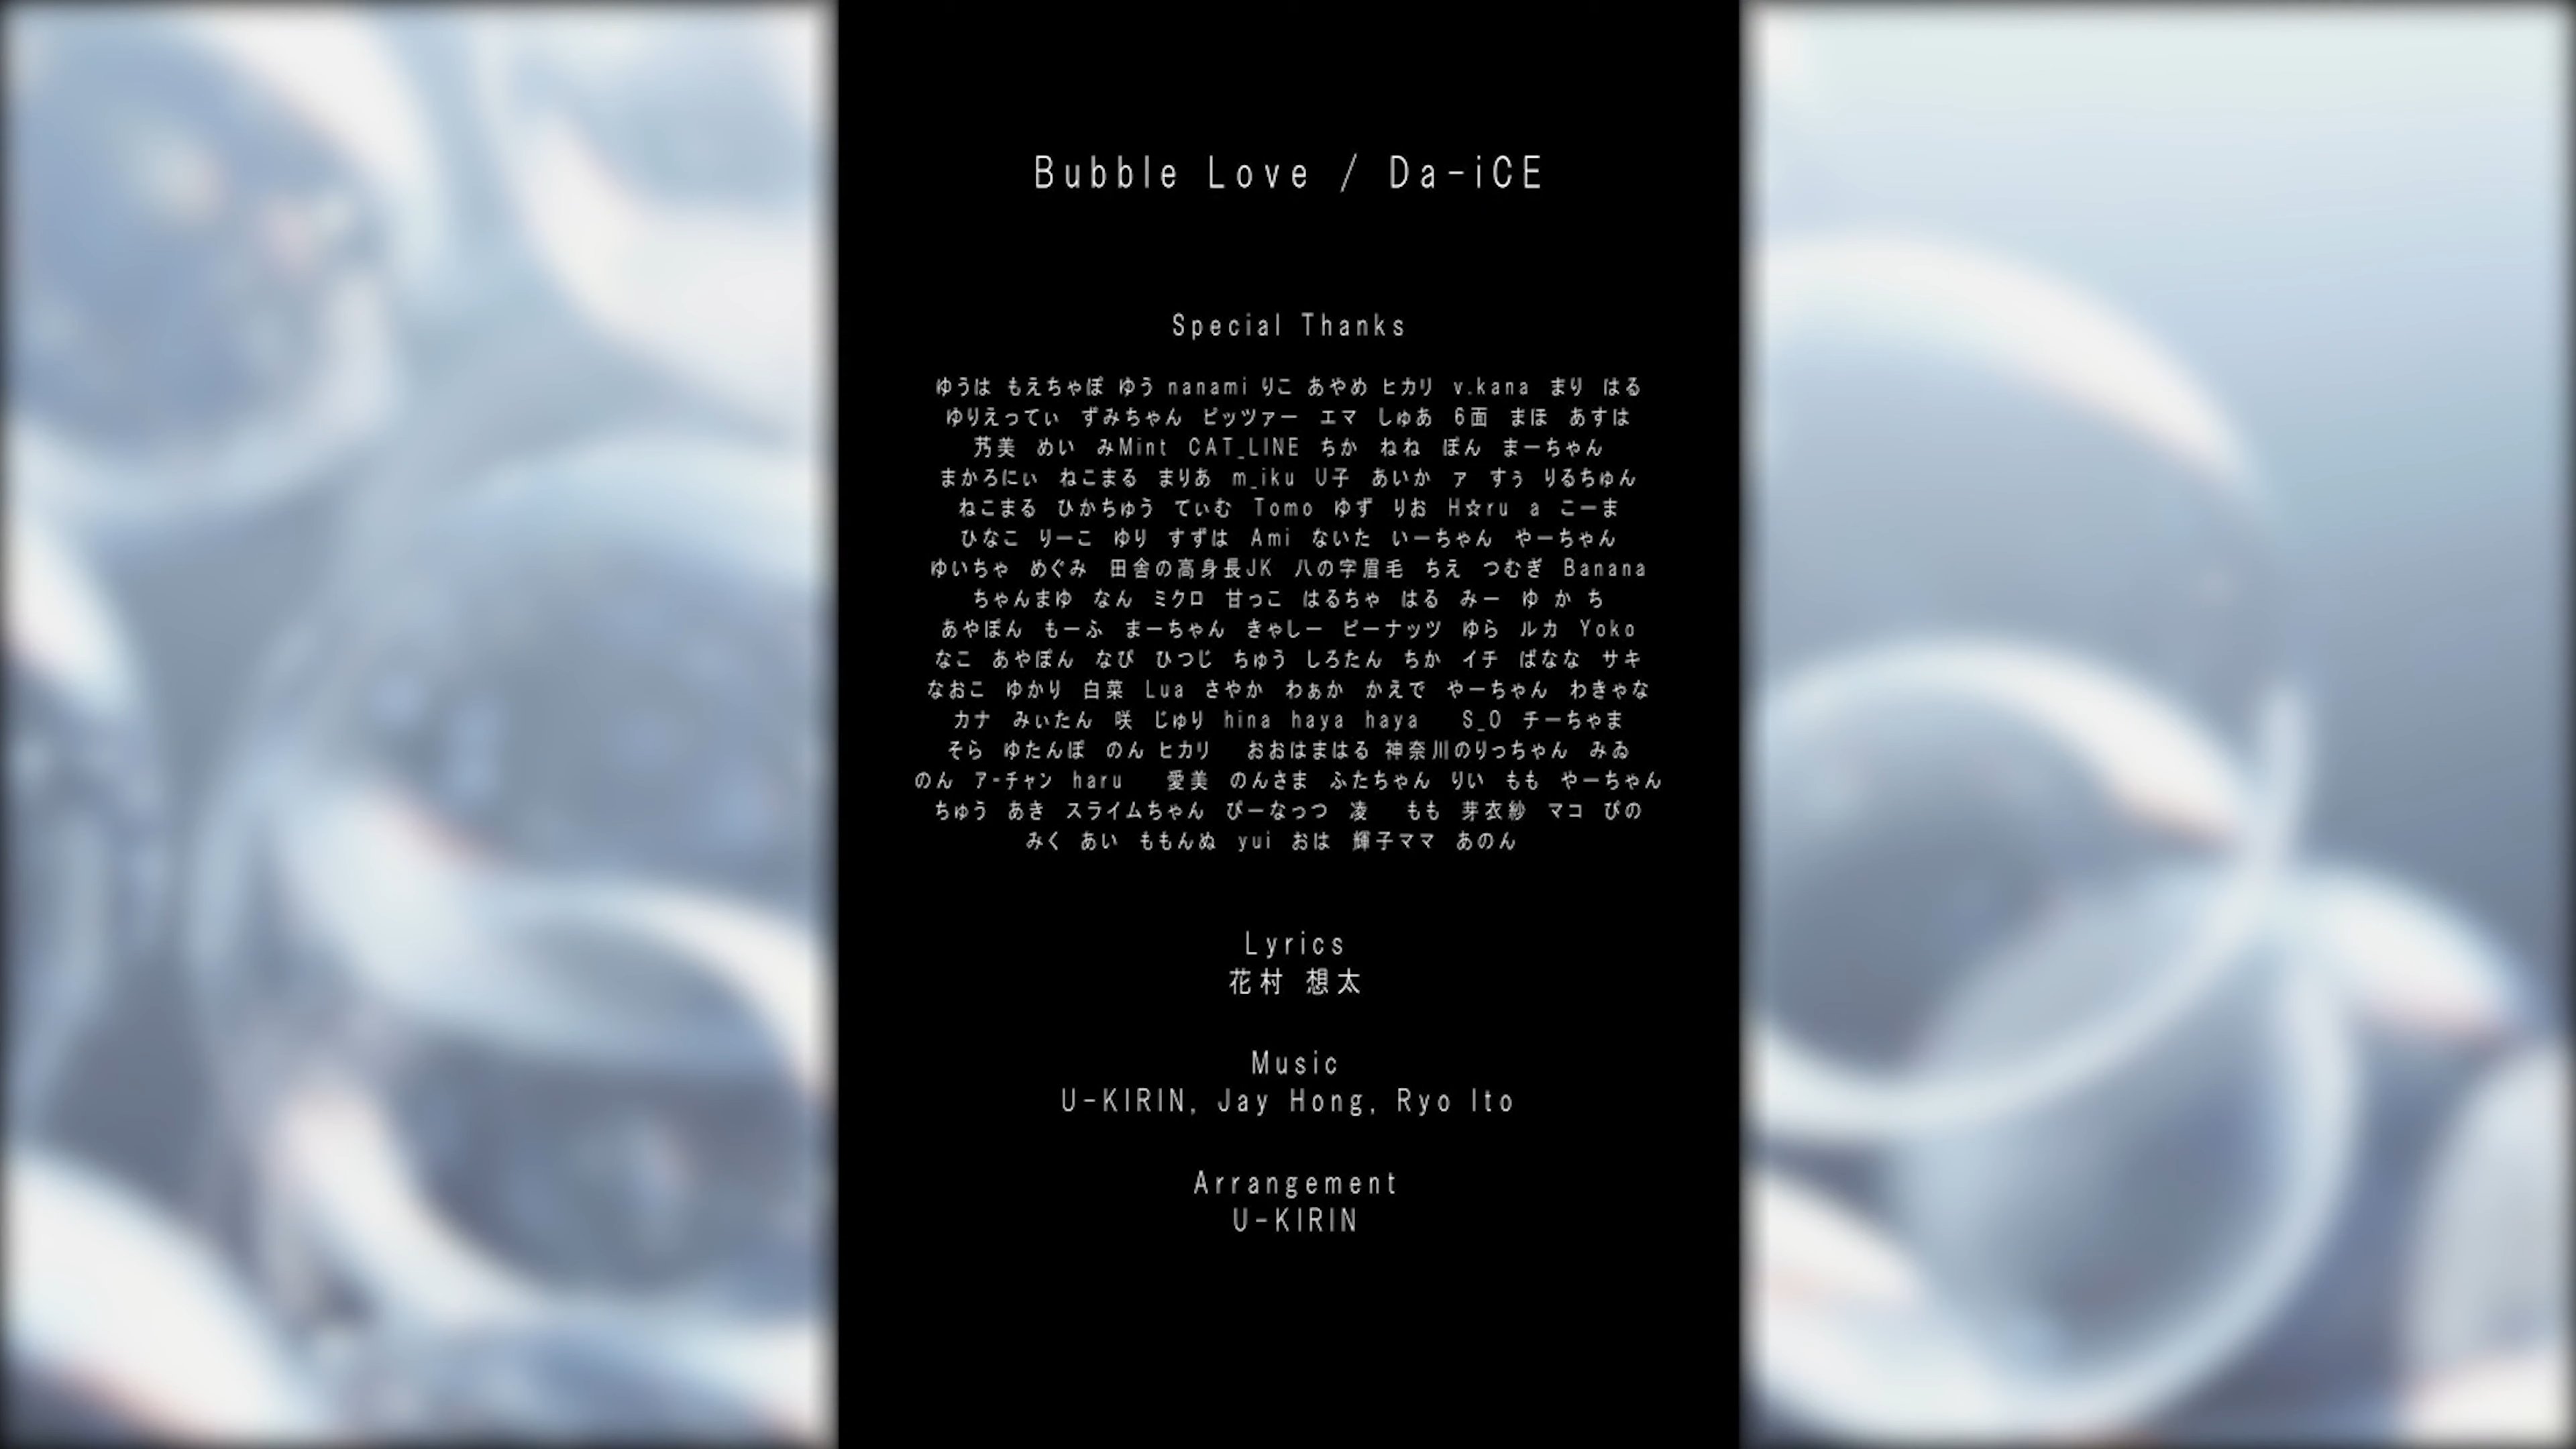 Bubble Love / Da-iCE
Special Thanks
ゆうは もえちゃぽ ゆう nanami りこ あやめ ヒカリ v.kana まり はる
ゆりえってぃ ずみちゃん ピッツァー エマ しゅあ 6面 まほ あすは
艿美 めい みMint CAT_LINE ちか ねね ぽん まーちゃん
まかろにぃ ねこまる まりあ m_iku U子 あいか ァ すぅ りるちゅん
ねこまる ひかちゅう てぃむ Tomo ゆず りお H☆ru a こーま
ひなこ りーこ ゆり すずは Ami ないた いーちゃん やーちゃん
ゆいちゃ めぐみ 田舎の高身長JK 八の字眉毛 ちえ つむぎ Banana
ちゃんまゆ なん ミクロ 甘っこ はるちゃ はる みー ゆ か ち
あやぽん もーふ まーちゃん きゃしー ピーナッツ ゆら ルカ Yoko
なこ あやぽん なぴ ひつじ ちゅう しろたん ちか イチ ばなな サキ
なおこ ゆかり 白菜 Lua さやか わぁか かえで やーちゃん わきゃな
カナ みぃたん 咲 じゅり hina haya haya S_O チーちゃま
そら ゆたんぽ のん ヒカリ おおはまはる 神奈川のりっちゃん みゐ
のん ア-チャン haru 愛美 のんさま ふたちゃん りい もも やーちゃん
ちゅう あき スライムちゃん ぴーなっつ 凌 もも 芽衣紗 マコ ぴの
みく あい ももんぬ yui おは 輝子ママ あのん
Lyrics
花村 想太
Music
U-KIRIN, Jay Hong, Ryo Ito
Arrangement
U-KIRIN